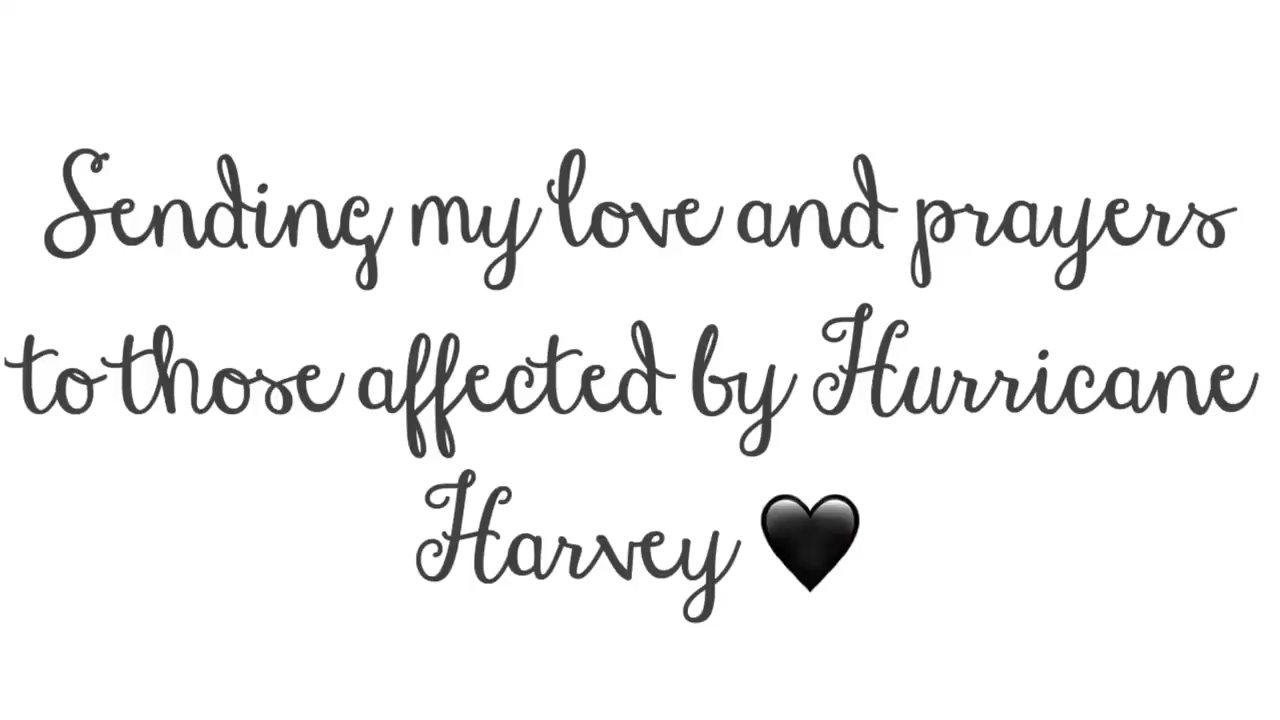 Sending my love and prayers
to those affected by Hurricane
Harvey 🖤